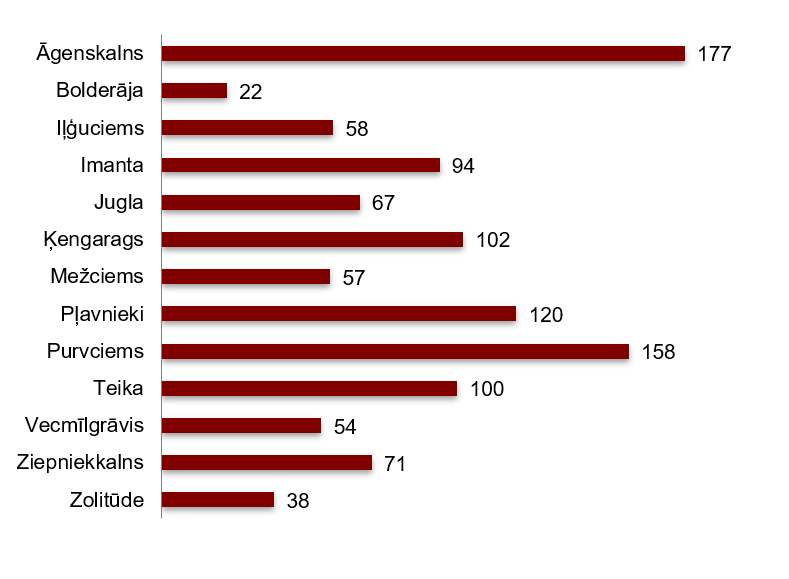 Āgenskalns 177
Bolderāja 22
Iļģuciems 58
Imanta 94
Jugla 67
Ķengarags 102
Mežciems 57
Pļavnieki 120
Purvciems 158
Teika 100
Vecmīlgrāvis 54
Ziepniekkalns 71
Zolitūde 38